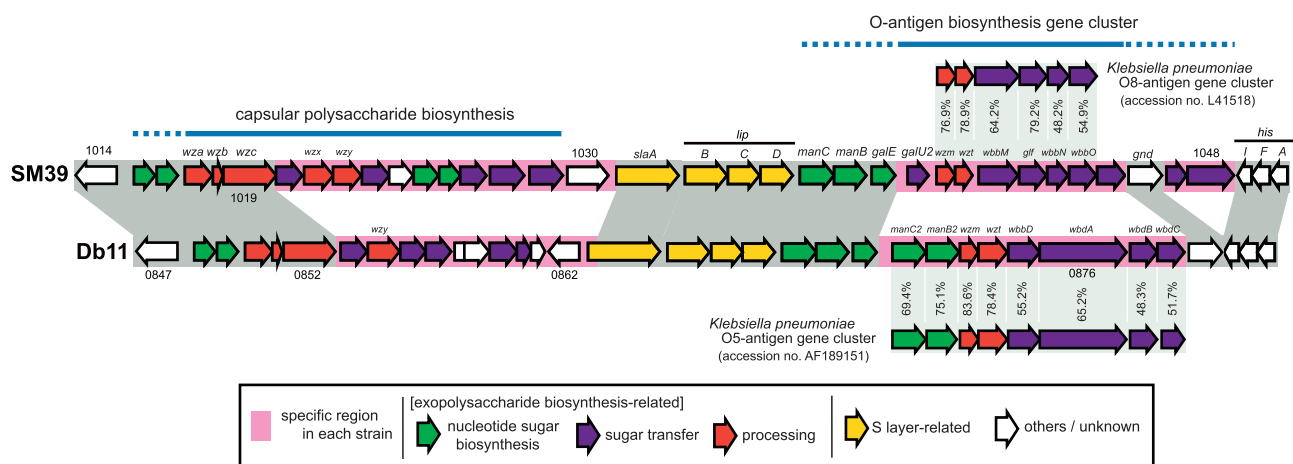 O-antigen biosynthesis gene cluster
Klebsiella pneumoniae
O8-antigen gene cluster
(accession no. L41518)
76.9% 78.9% 64.2% 79.2% 48.2% 54.9%
capsular polysaccharide biosynthesis
1014 wza wzb wzc wzx wzy 1030 slaA lip B C D manC manB galE galU2 wzm wzt wbbM glf wbbN wbbO gnd 1048 his I F A
SM39
1019
Db11
wzy manC2 manB2 wzm wzt wbbD wbdA wbdB wbdC
0847 0852 0862 0876
69.4% 75.1% 83.6% 78.4% 55.2% 65.2% 48.3% 51.7%
Klebsiella pneumoniae
O5-antigen gene cluster
(accession no. AF189151)
specific region
in each strain
[exopolysaccharide biosynthesis-related]
nucleotide sugar
biosynthesis
sugar transfer
processing
S layer-related
others / unknown